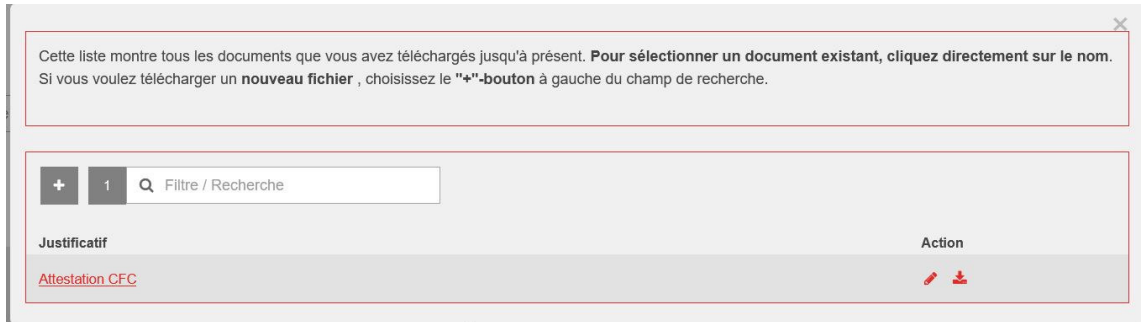 Cette liste montre tous les documents que vous avez téléchargés jusqu'à présent. Pour sélectionner un document existant, cliquez directement sur le nom.
Si vous voulez télécharger un nouveau fichier , choisissez le "+"-bouton à gauche du champ de recherche.
+ 1 Filtre / Recherche
Justificatif Action
Attestation CFC